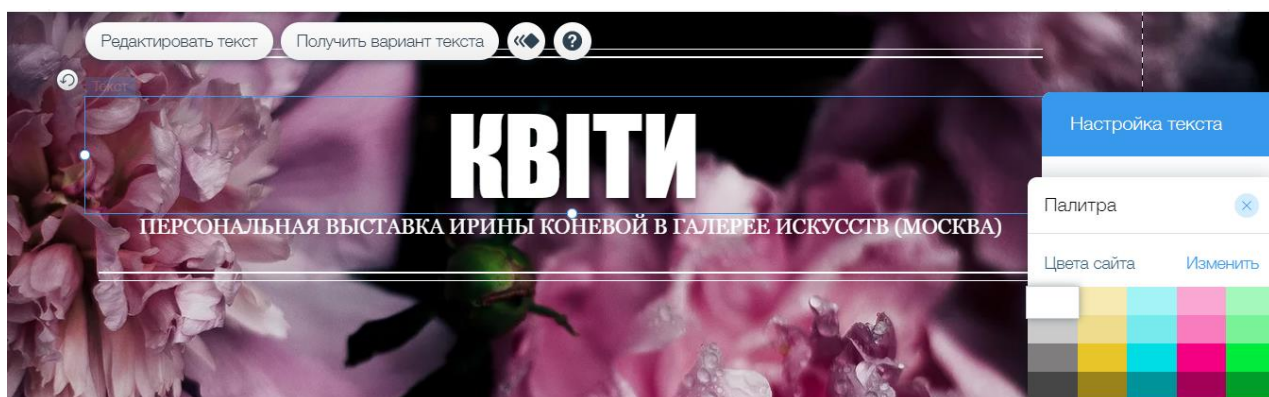 Редактировать текст Получить вариант текста ?
Текст
Настройка текста
КВІТИ
Палитра
ПЕРСОНАЛЬНАЯ ВЫСТАВКА ИРИНЫ КОНЕВОЙ В ГАЛЕРЕЕ ИСКУССТВ (МОСКВА)
Цвета сайта Изменить